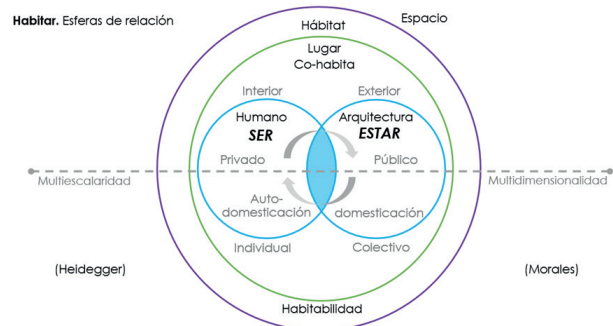 Habitar. Esferas de relación
Espacio
Hábitat
Lugar
Co-habita
Interior
Exterior
Humano
Arquitectura
SER
ESTAR
Privado
Público
Multiescalaridad
Multidimensionalidad
Auto-
domesticación
domesticación
Individual
Colectivo
(Heidegger)
(Morales)
Habitabilidad